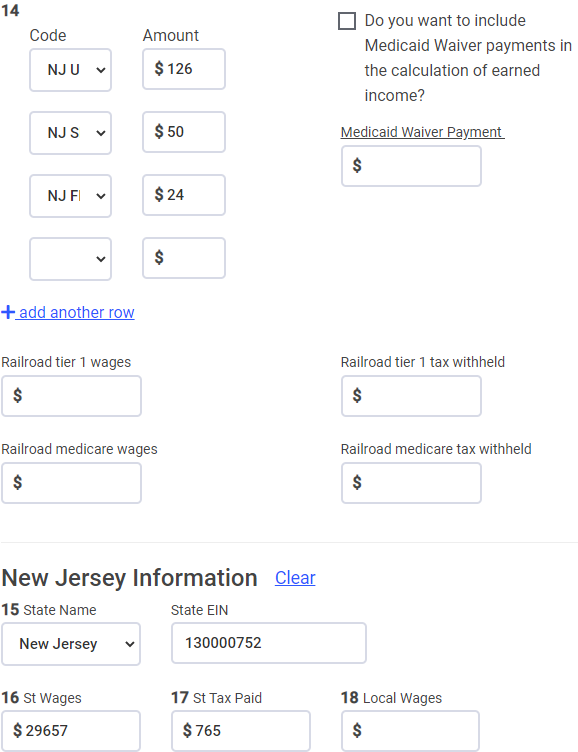 14
Code Amount
NJ U $ 126
NJ S $ 50
NJ F $ 24
$
+ add another row
Do you want to include
Medicaid Waiver payments in
the calculation of earned
income?
Medicaid Waiver Payment
$
Railroad tier 1 wages Railroad tier 1 tax withheld
$ $
Railroad medicare wages Railroad medicare tax withheld
$ $
New Jersey Information Clear
15 State Name State EIN
New Jersey 130000752
16 St Wages 17 St Tax Paid 18 Local Wages
$ 29657 $ 765 $